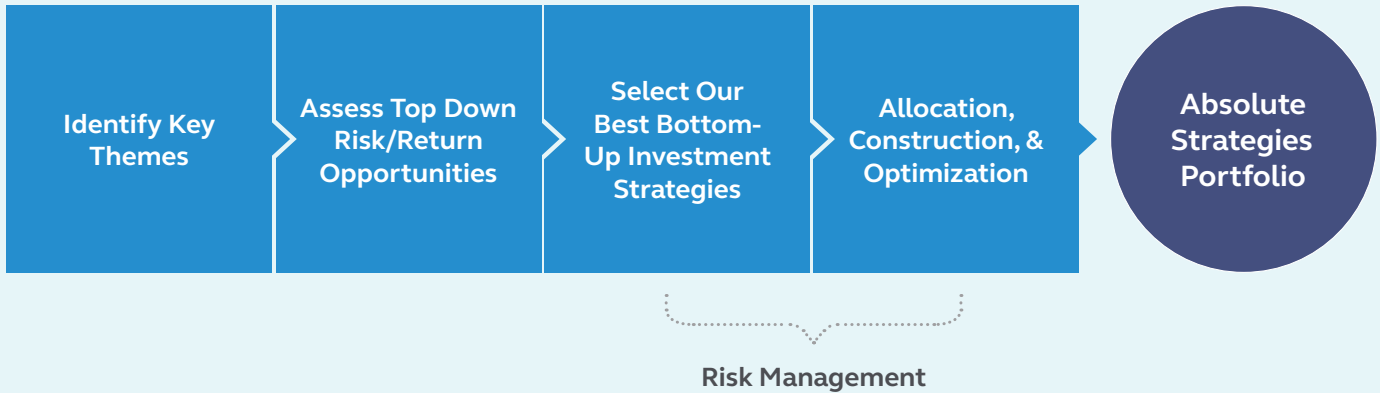 Identify Key
Themes
Assess Top Down
Risk/Return
Opportunities
Select Our
Best Bottom-
Up Investment
Strategies
Allocation,
Construction, &
Optimization
Absolute
Strategies
Portfolio
Risk Management